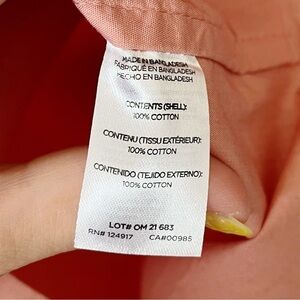 MADE IN BANGLADESH
FABRIQUÉ EN BANGLADESH
HECHO EN BANGLADESH
CONTENTS (SHELL):
100% COTTON
CONTENU (TISSU EXTÉRIEUR):
100% COTTON
CONTENIDO (TEJIDO EXTERNO):
100% COTTON
LOT# OM 21 683
RN# 124917 CA#00985